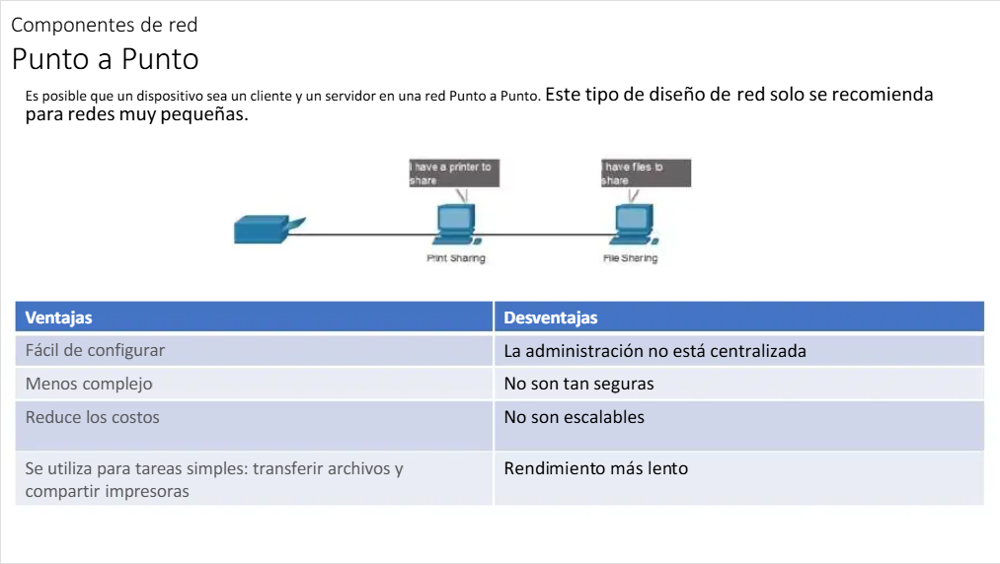 Componentes de red
Punto a Punto
Es posible que un dispositivo sea un cliente y un servidor en una red Punto a Punto. Este tipo de diseño de red solo se recomienda
para redes muy pequeñas.
I have a printer to
share
I have files to
share
Print Sharing
File Sharing
Ventajas
Desventajas
Fácil de configurar
La administración no está centralizada
Menos complejo
No son tan seguras
Reduce los costos
No son escalables
Se utiliza para tareas simples: transferir archivos y
compartir impresoras
Rendimiento más lento